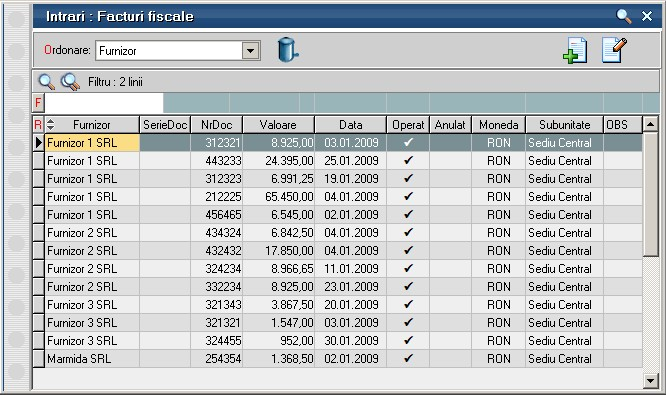 Intrari : Facturi fiscale
Ordonare: Furnizor
Filtru : 2 linii
F
R Furnizor SerieDoc NrDoc Valoare Data Operat Anulat Moneda Subunitate OBS
Furnizor 1 SRL 312321 8.925,00 03.01.2009 ✔ RON Sediu Central
Furnizor 1 SRL 443233 24.395,00 25.01.2009 ✔ RON Sediu Central
Furnizor 1 SRL 312323 6.991,25 19.01.2009 ✔ RON Sediu Central
Furnizor 1 SRL 212225 65.450,00 04.01.2009 ✔ RON Sediu Central
Furnizor 1 SRL 456465 6.545,00 02.01.2009 ✔ RON Sediu Central
Furnizor 2 SRL 434324 6.842,50 04.01.2009 ✔ RON Sediu Central
Furnizor 2 SRL 432432 17.850,00 04.01.2009 ✔ RON Sediu Central
Furnizor 2 SRL 324234 8.966,65 11.01.2009 ✔ RON Sediu Central
Furnizor 2 SRL 332234 8.925,00 23.01.2009 ✔ RON Sediu Central
Furnizor 3 SRL 321343 3.867,50 20.01.2009 ✔ RON Sediu Central
Furnizor 3 SRL 321321 1.547,00 03.01.2009 ✔ RON Sediu Central
Furnizor 3 SRL 324455 952,00 30.01.2009 ✔ RON Sediu Central
Marmida SRL 254354 1.368,50 02.01.2009 ✔ RON Sediu Central